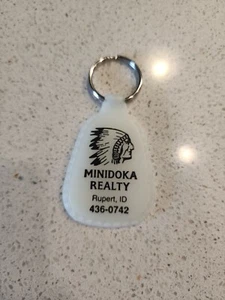 MINIDOKA
REALTY
Rupert, ID
436-0742